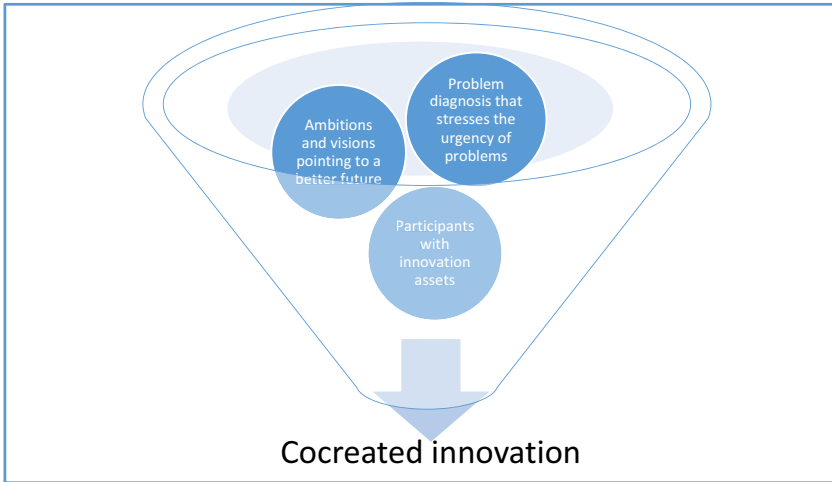 Problem
diagnosis that
stresses the
urgency of
problems
Ambitions
and visions
pointing to a
better future
Participants
with
innovation
assets
Cocreated innovation